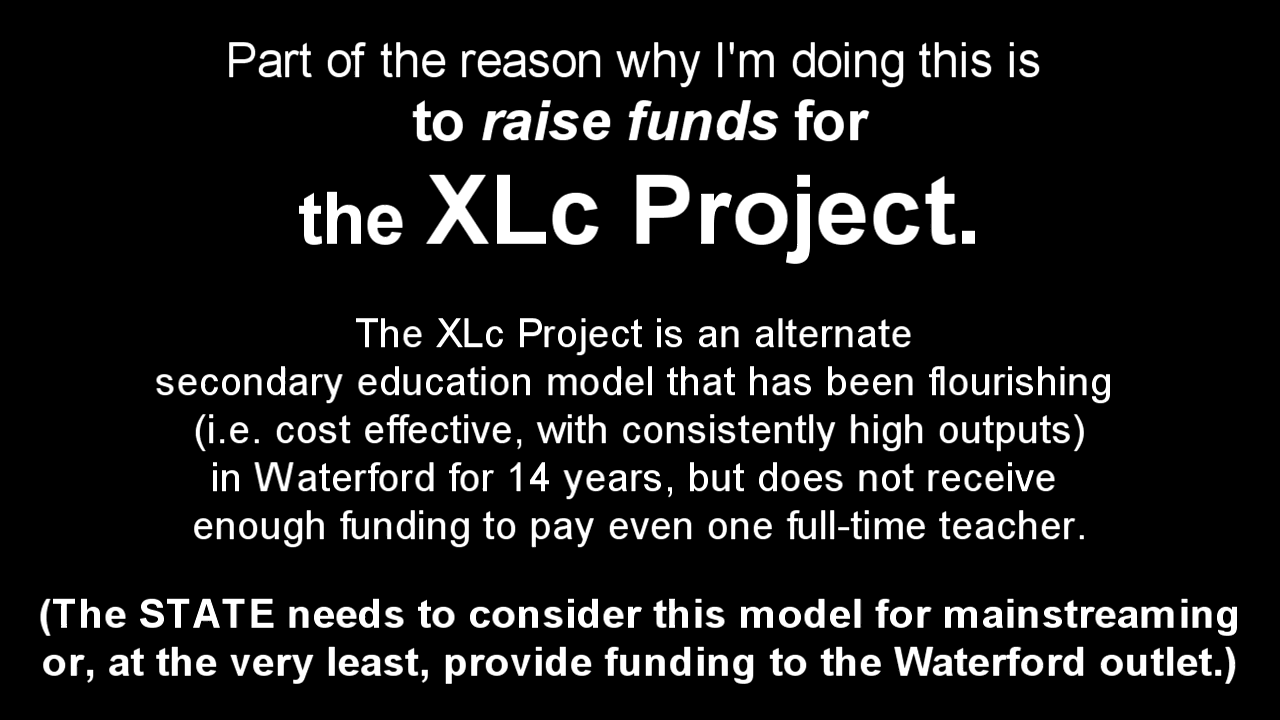 Part of the reason why I'm doing this is
to raise funds for
the XLc Project.
The XLc Project is an alternate
secondary education model that has been flourishing
(i.e. cost effective, with consistently high outputs)
in Waterford for 14 years, but does not receive
enough funding to pay even one full-time teacher.
(The STATE needs to consider this model for mainstreaming
or, at the very least, provide funding to the Waterford outlet.)